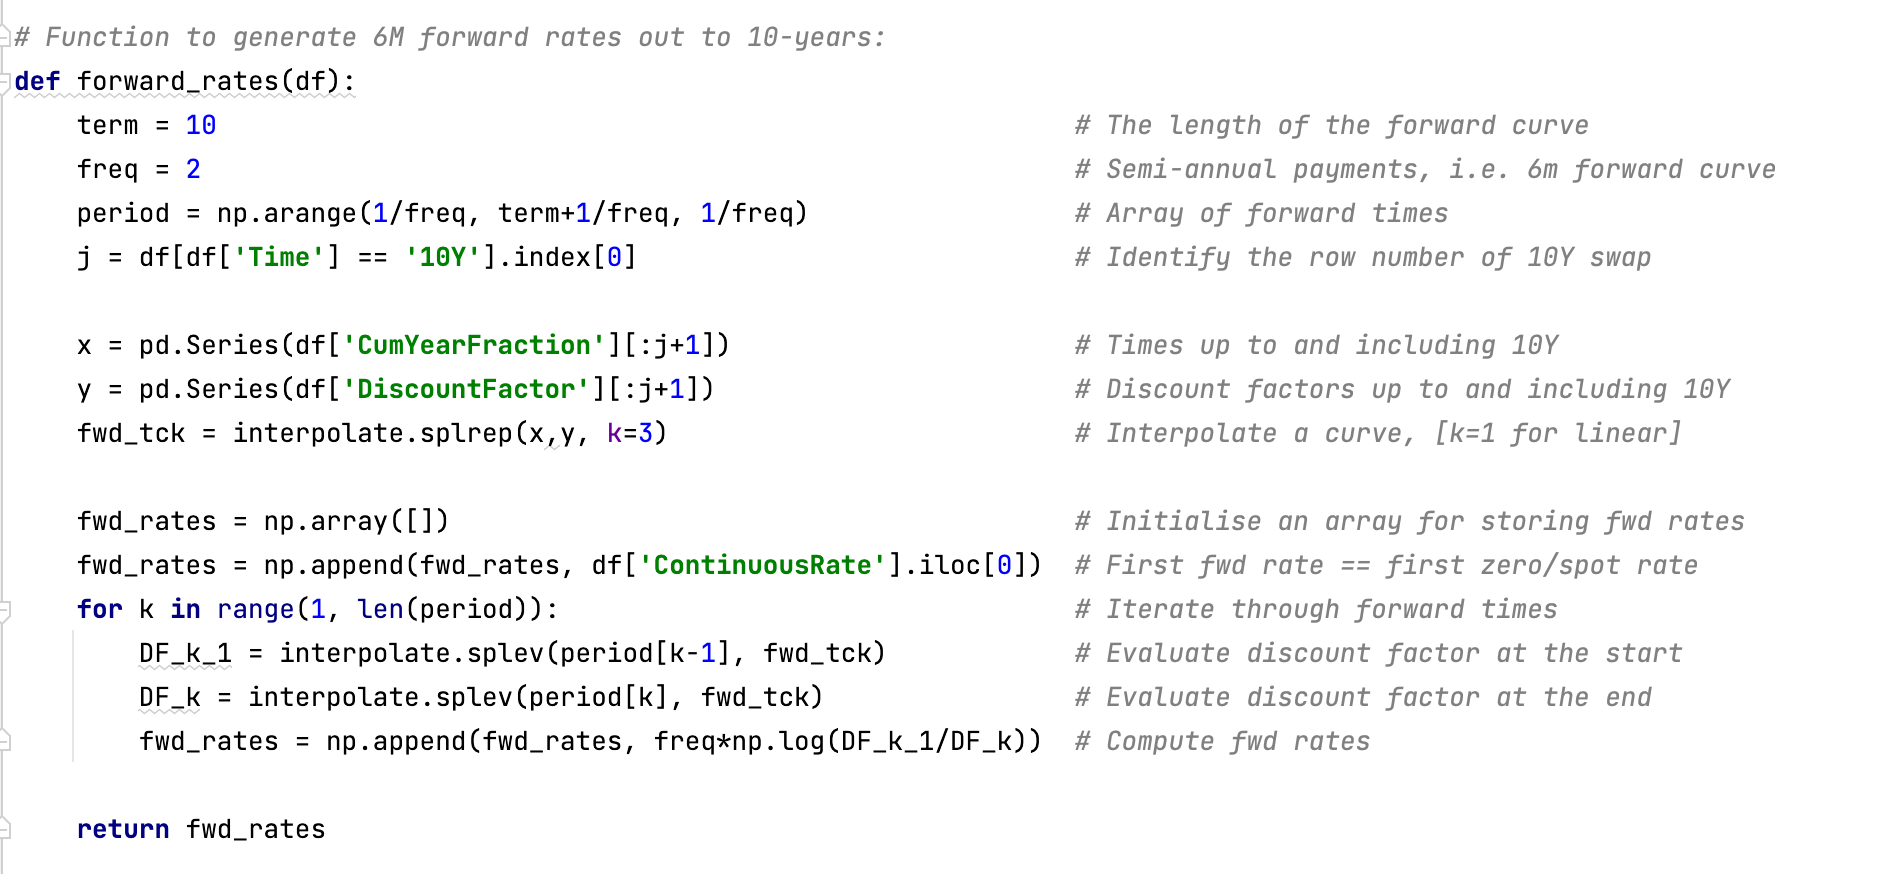 # Function to generate 6M forward rates out to 10-years:
def forward_rates(df):
    term = 10                                                       # The length of the forward curve
    freq = 2                                                        # Semi-annual payments, i.e. 6m forward curve
    period = np.arange(1/freq, term+1/freq, 1/freq)                 # Array of forward times
    j = df[df['Time'] == '10Y'].index[0]                            # Identify the row number of 10Y swap

    x = pd.Series(df['CumYearFraction'][:j+1])                      # Times up to and including 10Y
    y = pd.Series(df['DiscountFactor'][:j+1])                       # Discount factors up to and including 10Y
    fwd_tck = interpolate.splrep(x,y, k=3)                          # Interpolate a curve, [k=1 for linear]

    fwd_rates = np.array([])                                        # Initialise an array for storing fwd rates
    fwd_rates = np.append(fwd_rates, df['ContinuousRate'].iloc[0])  # First fwd rate == first zero/spot rate
    for k in range(1, len(period)):                                 # Iterate through forward times
        DF_k_1 = interpolate.splev(period[k-1], fwd_tck)            # Evaluate discount factor at the start
        DF_k = interpolate.splev(period[k], fwd_tck)                # Evaluate discount factor at the end
        fwd_rates = np.append(fwd_rates, freq*np.log(DF_k_1/DF_k))  # Compute fwd rates

    return fwd_rates